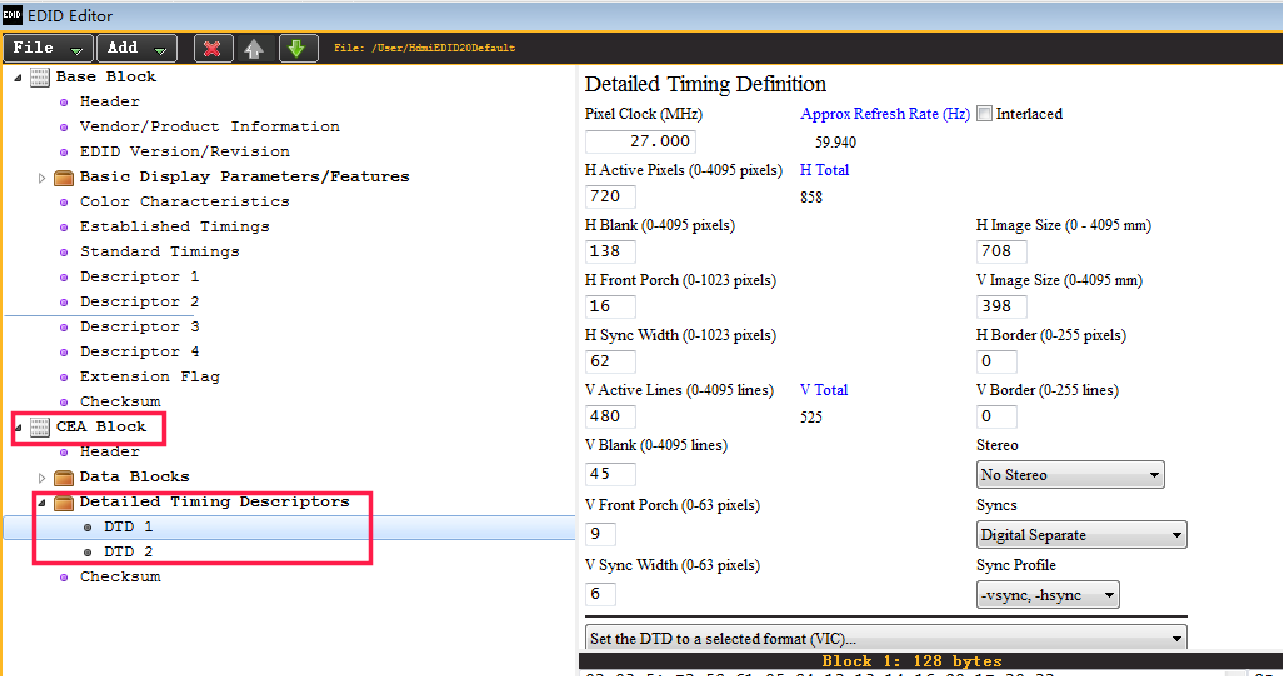 EDID EDID Editor
File Add File: /User/HdmiEDID20Default
Base Block
Header
Vendor/Product Information
EDID Version/Revision
Basic Display Parameters/Features
Color Characteristics
Established Timings
Standard Timings
Descriptor 1
Descriptor 2
Descriptor 3
Descriptor 4
Extension Flag
Checksum
CEA Block
Header
Data Blocks
Detailed Timing Descriptors
DTD 1
DTD 2
Checksum
Detailed Timing Definition
Pixel Clock (MHz) Approx Refresh Rate (Hz) Interlaced
27.000 59.940
H Active Pixels (0-4095 pixels) H Total
720 858
H Blank (0-4095 pixels) H Image Size (0 - 4095 mm)
138 708
H Front Porch (0-1023 pixels) V Image Size (0-4095 mm)
16 398
H Sync Width (0-1023 pixels) H Border (0-255 pixels)
62 0
V Active Lines (0-4095 lines) V Total V Border (0-255 lines)
480 525 0
V Blank (0-4095 lines) Stereo
45 No Stereo
V Front Porch (0-63 pixels) Syncs
9 Digital Separate
V Sync Width (0-63 pixels) Sync Profile
6 -vsync, -hsync
Set the DTD to a selected format (VIC)...
Block 1: 128 bytes